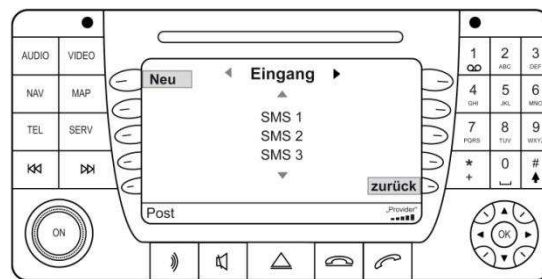 AUDIO VIDEO
NAV MAP
TEL SERV
ON
Neu
Eingang
SMS 1
SMS 2
SMS 3
zurück
Post
„Provider“
1 2 3
ABC DEF
4 5 6
GHI JKL MNO
7 8 9
PQRS TUV WXYZ
* 0 #
+
OK